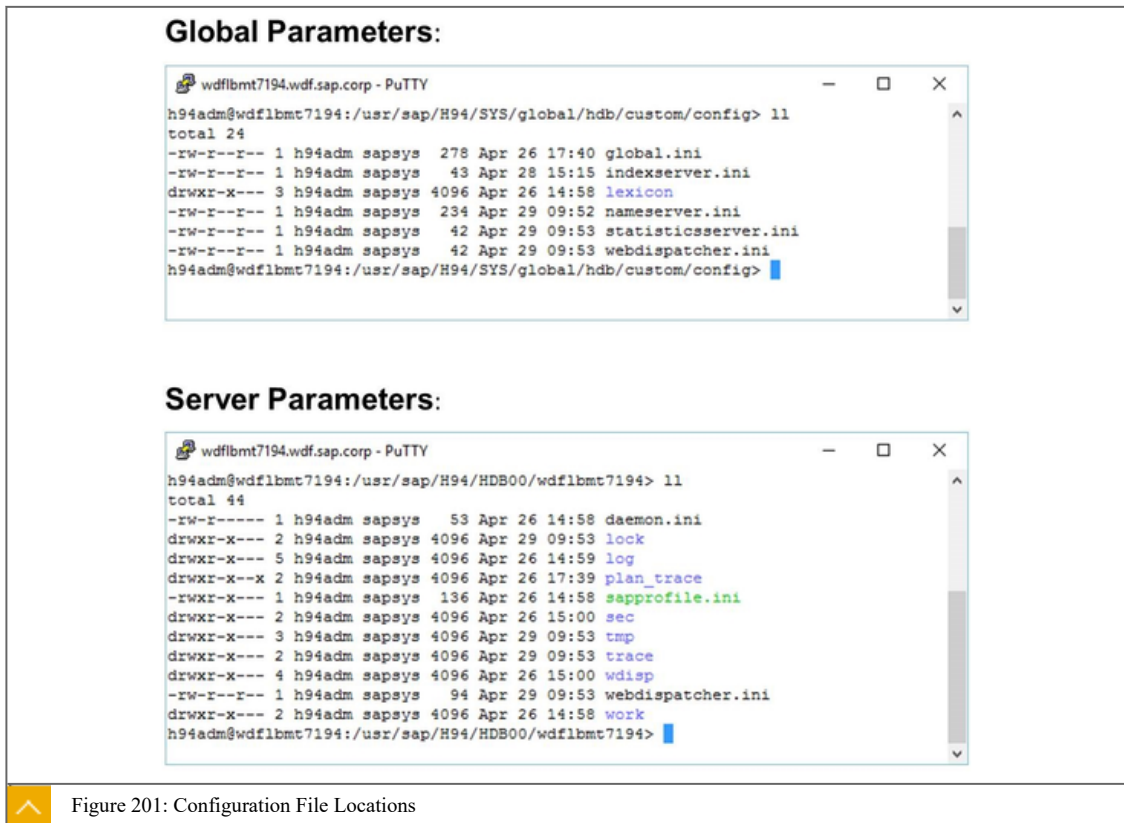 Global Parameters:
wdflbmt7194.wdf.sap.corp - PuTTY
h94adm@wdflbmt7194:/usr/sap/H94/SYS/global/hdb/custom/config> ll
total 24
-rw-r--r-- 1 h94adm sapsys  278 Apr 26 17:40 global.ini
-rw-r--r-- 1 h94adm sapsys   43 Apr 28 15:15 indexserver.ini
drwxr-x--- 3 h94adm sapsys 4096 Apr 26 14:58 lexicon
-rw-r--r-- 1 h94adm sapsys  234 Apr 29 09:52 nameserver.ini
-rw-r--r-- 1 h94adm sapsys   42 Apr 29 09:53 statisticsserver.ini
-rw-r--r-- 1 h94adm sapsys   42 Apr 29 09:53 webdispatcher.ini
h94adm@wdflbmt7194:/usr/sap/H94/SYS/global/hdb/custom/config>
Server Parameters:
wdflbmt7194.wdf.sap.corp - PuTTY
h94adm@wdflbmt7194:/usr/sap/H94/HDB00/wdflbmt7194> ll
total 44
-rw-r----- 1 h94adm sapsys   53 Apr 26 14:58 daemon.ini
drwxr-x--- 2 h94adm sapsys 4096 Apr 29 09:53 lock
drwxr-x--- 5 h94adm sapsys 4096 Apr 26 14:59 log
drwxr-x--x 2 h94adm sapsys 4096 Apr 26 17:39 plan_trace
-rwxr-x--- 1 h94adm sapsys  136 Apr 26 14:58 sapprofile.ini
drwxr-x--- 2 h94adm sapsys 4096 Apr 26 15:00 sec
drwxr-x--- 3 h94adm sapsys 4096 Apr 29 09:53 tmp
drwxr-x--- 2 h94adm sapsys 4096 Apr 29 09:53 trace
drwxr-x--- 4 h94adm sapsys 4096 Apr 26 15:00 wdisp
-rw-r--r-- 1 h94adm sapsys   94 Apr 29 09:53 webdispatcher.ini
drwxr-x--- 2 h94adm sapsys 4096 Apr 26 14:58 work
h94adm@wdflbmt7194:/usr/sap/H94/HDB00/wdflbmt7194>
Figure 201: Configuration File Locations